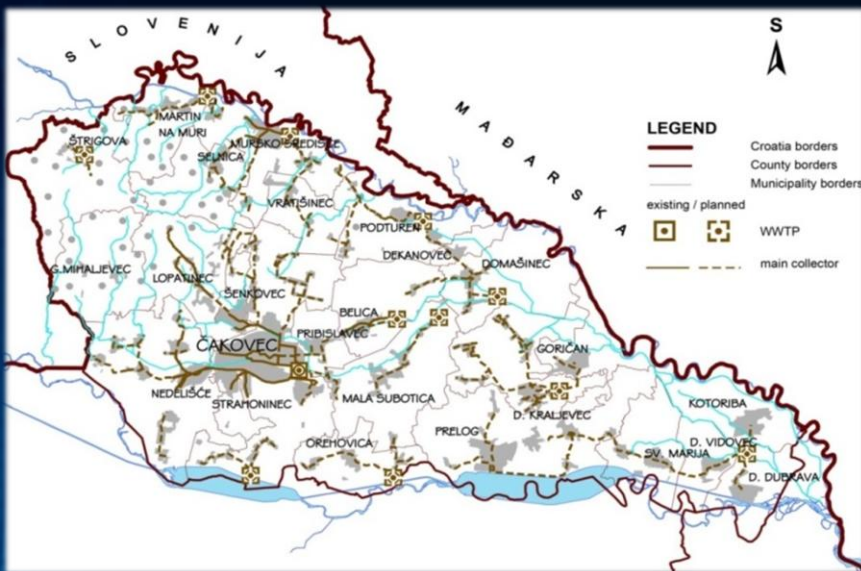 SLOVENIJA
MAĐARSKA
S
LEGEND
Croatia borders
County borders
Municipality borders
existing / planned
WWTP
main collector
MARTIN
NA MURI
ŠTRIGOVA
MURSKO SREDIŠĆE
SELNICA
VRATIŠINEC
PODTUREN
DEKANOVEC
DOMAŠINEC
G.MIHALJEVEC
LOPATINEC
ŠENKOVEC
BELICA
PRIBISLAVEC
ČAKOVEC
GORIČAN
NEDELIŠĆE
STRAHONINEC
MALA SUBOTICA
D. KRALJEVEC
KOTORIBA
PRELOG
OREHOVICA
D. VIDOVEC
SV. MARIJA
D. DUBRAVA